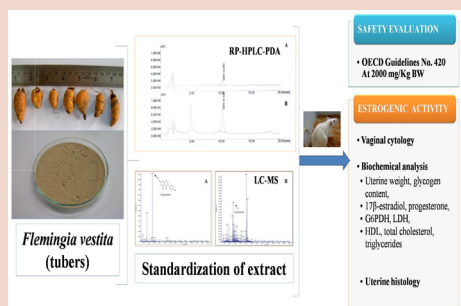 RP-HPLC-PDA
A
B
LC-MS
A
B
Flemingia vestita
(tubers)
Standardization of extract
SAFETY EVALUATION
• OECD Guidelines No. 420
At 2000 mg/Kg BW
ESTROGENIC ACTIVITY
• Vaginal cytology
• Biochemical analysis
• Uterine weight, glycogen
content,
• 17β-estradiol, progesterone,
• G6PDH, LDH,
• HDL, total cholesterol,
triglycerides
• Uterine histology